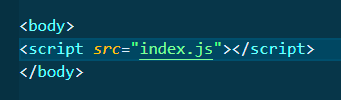 <body>
<script src="index.js"></script>
</body>